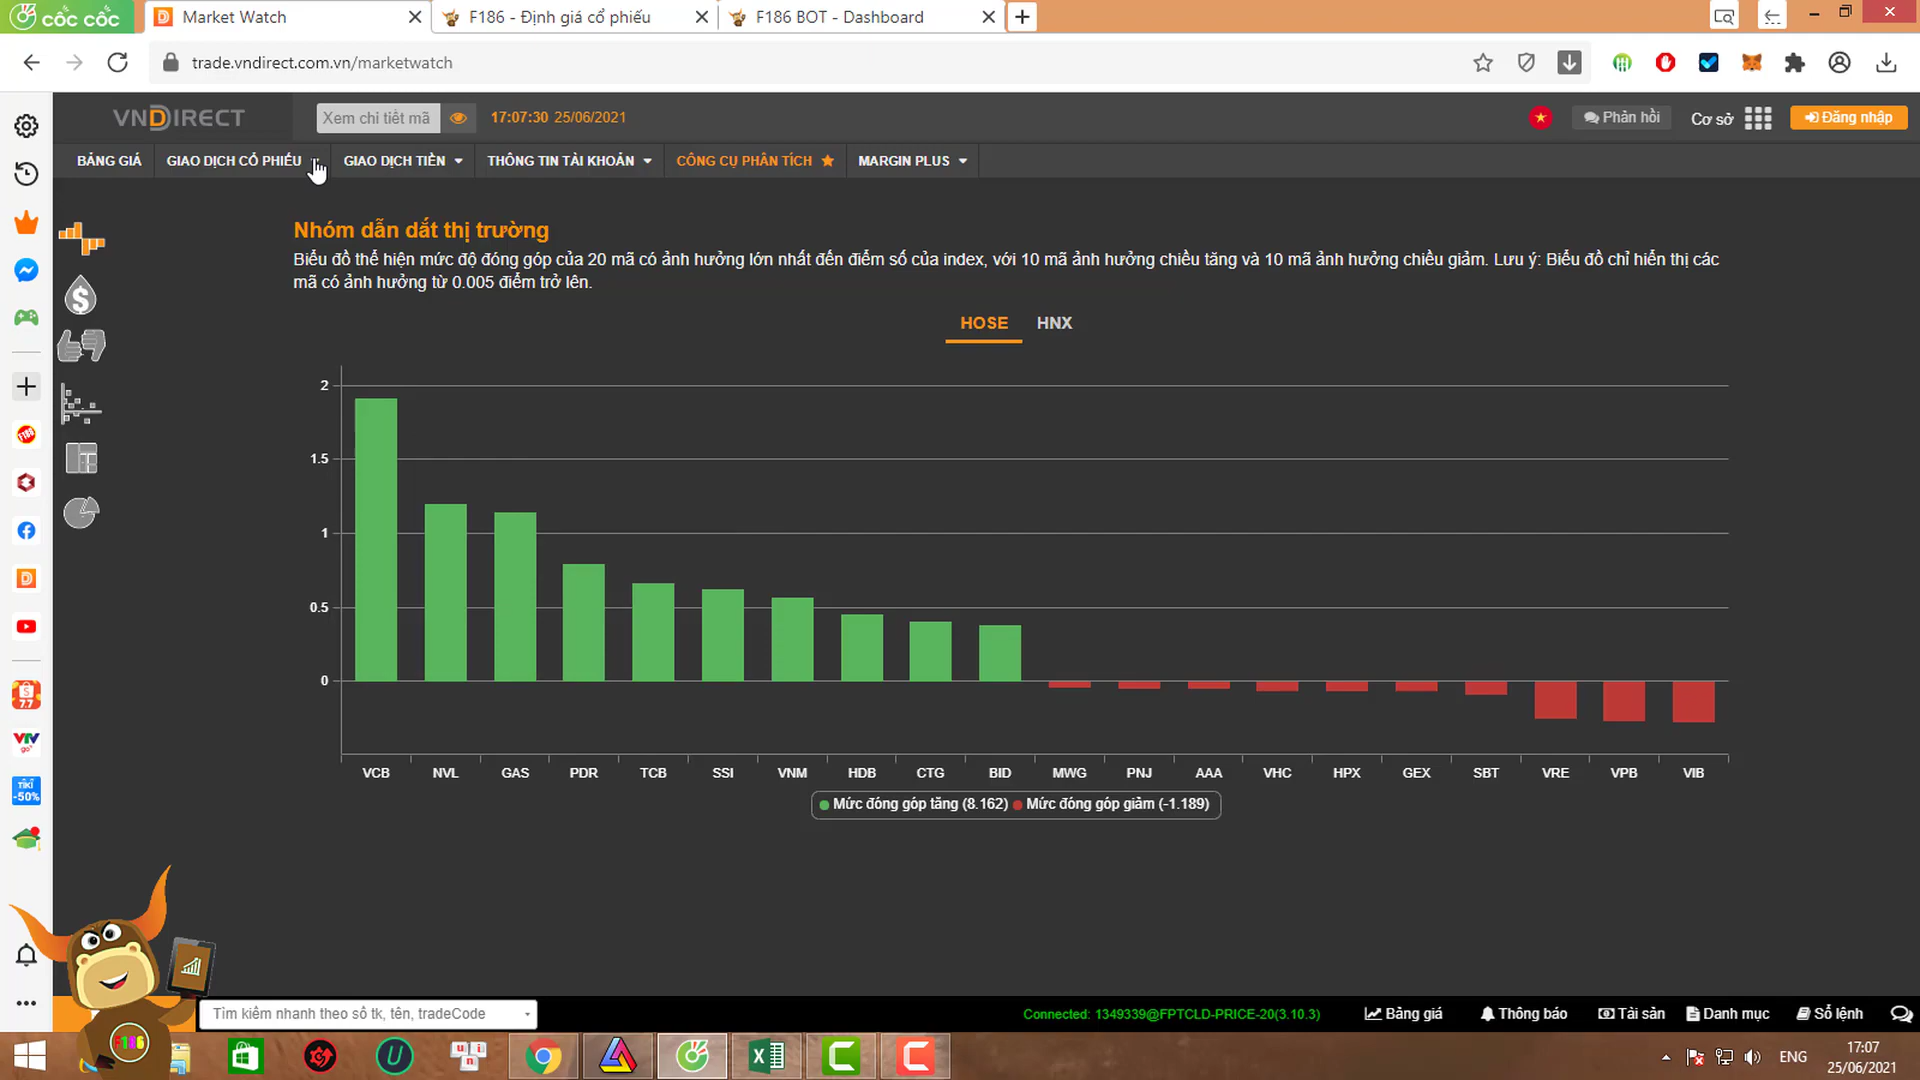 cốc cốc
Market Watch
F186 - Định giá cổ phiếu
F186 BOT - Dashboard
trade.vndirect.com.vn/marketwatch
VNDIRECT
Xem chi tiết mã
17:07:30 25/06/2021
Phản hồi
Cơ sở
Đăng nhập
BẢNG GIÁ
GIAO DỊCH CỔ PHIẾU
GIAO DỊCH TIỀN
THÔNG TIN TÀI KHOẢN
CÔNG CỤ PHÂN TÍCH
MARGIN PLUS
Nhóm dẫn dắt thị trường
Biểu đồ thể hiện mức độ đóng góp của 20 mã có ảnh hưởng lớn nhất đến điểm số của index, với 10 mã ảnh hưởng chiều tăng và 10 mã ảnh hưởng chiều giảm. Lưu ý: Biểu đồ chỉ hiển thị các
mã có ảnh hưởng từ 0.005 điểm trở lên.
HOSE
HNX
2
1.5
1
0.5
0
VCB NVL GAS PDR TCB SSI VNM HDB CTG BID MWG PNJ AAA VHC HPX GEX SBT VRE VPB VIB
Mức đóng góp tăng (8.162) Mức đóng góp giảm (-1.189)
7.7
VTV
go
TIKI
-50%
F186
Tìm kiếm nhanh theo số tk, tên, tradeCode
Connected: 1349339@FPTCLD-PRICE-20(3.10.3)
Bảng giá
Thông báo
Tài sản
Danh mục
Sổ lệnh
ENG
17:07
25/06/2021